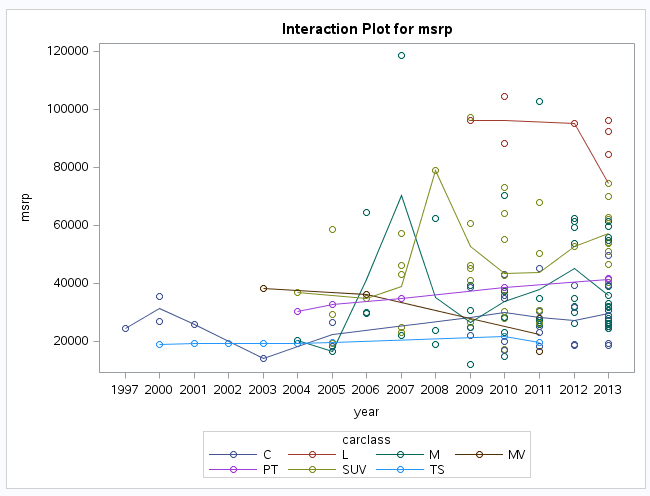 Interaction Plot for msrp
120000
100000
80000
60000
40000
20000
msrp
1997 2000 2001 2002 2003 2004 2005 2006 2007 2008 2009 2010 2011 2012 2013
year
carclass
C L M MV
PT SUV TS